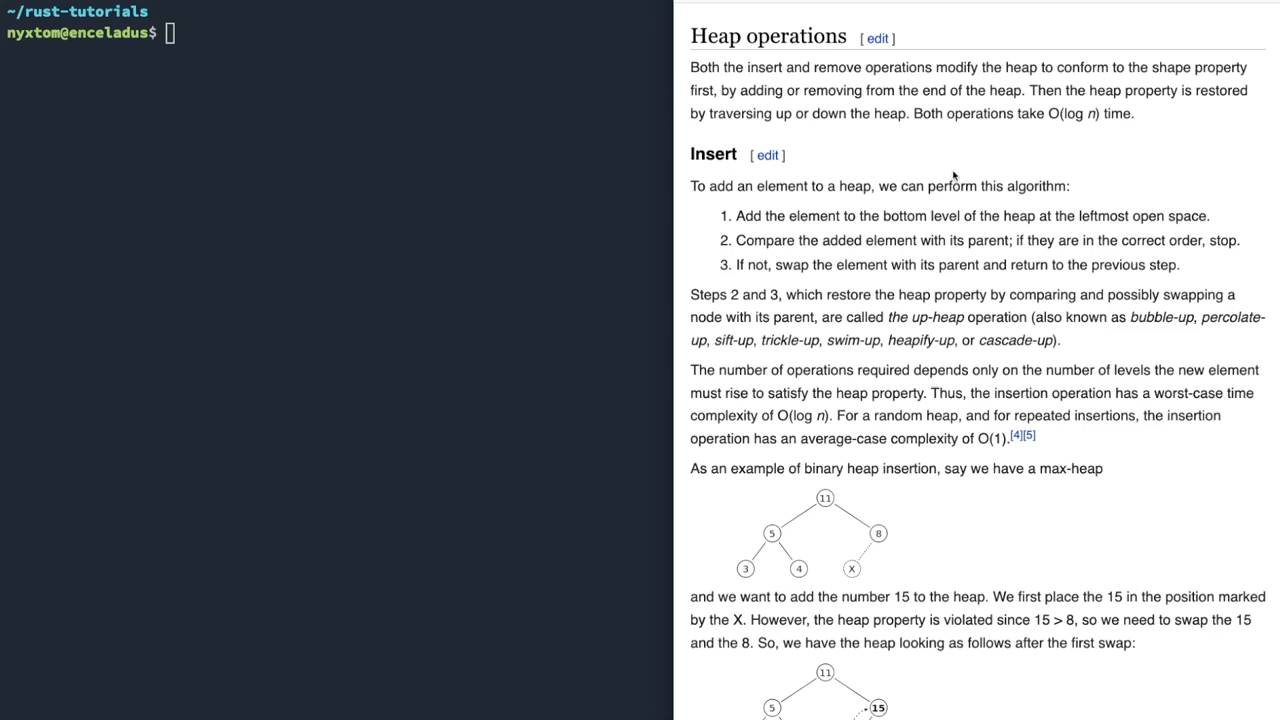 ~/rust-tutorials
nyxtom@enceladus$
Heap operations [ edit ]
Both the insert and remove operations modify the heap to conform to the shape property
first, by adding or removing from the end of the heap. Then the heap property is restored
by traversing up or down the heap. Both operations take O(log n) time.
Insert [ edit ]
To add an element to a heap, we can perform this algorithm:
1. Add the element to the bottom level of the heap at the leftmost open space.
2. Compare the added element with its parent; if they are in the correct order, stop.
3. If not, swap the element with its parent and return to the previous step.
Steps 2 and 3, which restore the heap property by comparing and possibly swapping a
node with its parent, are called the up-heap operation (also known as bubble-up, percolate-
up, sift-up, trickle-up, swim-up, heapify-up, or cascade-up).
The number of operations required depends only on the number of levels the new element
must rise to satisfy the heap property. Thus, the insertion operation has a worst-case time
complexity of O(log n). For a random heap, and for repeated insertions, the insertion
operation has an average-case complexity of O(1).[4][5]
As an example of binary heap insertion, say we have a max-heap
11
5 8
3 4 X
and we want to add the number 15 to the heap. We first place the 15 in the position marked
by the X. However, the heap property is violated since 15 > 8, so we need to swap the 15
and the 8. So, we have the heap looking as follows after the first swap:
11
5 15